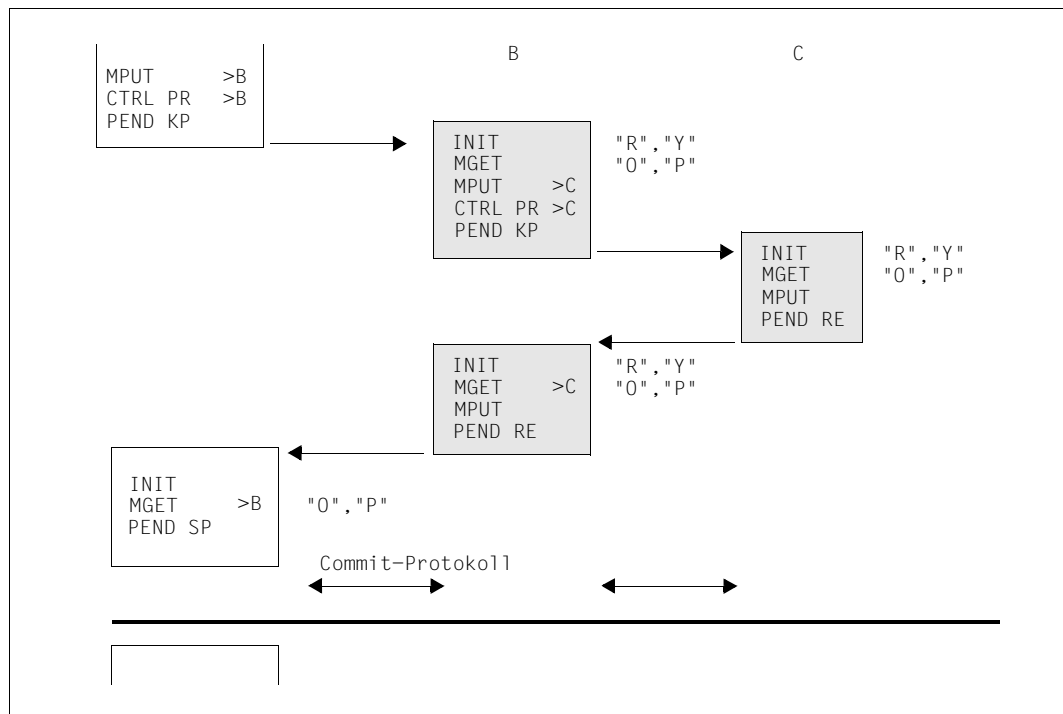 B
C
MPUT >B
CTRL PR >B
PEND KP
INIT
MGET
MPUT >C
CTRL PR >C
PEND KP
"R","Y"
"O","P"
INIT
MGET
MPUT
PEND RE
"R","Y"
"O","P"
INIT
MGET >C
MPUT
PEND RE
"R","Y"
"O","P"
INIT
MGET >B
PEND SP
"O","P"
Commit-Protokoll